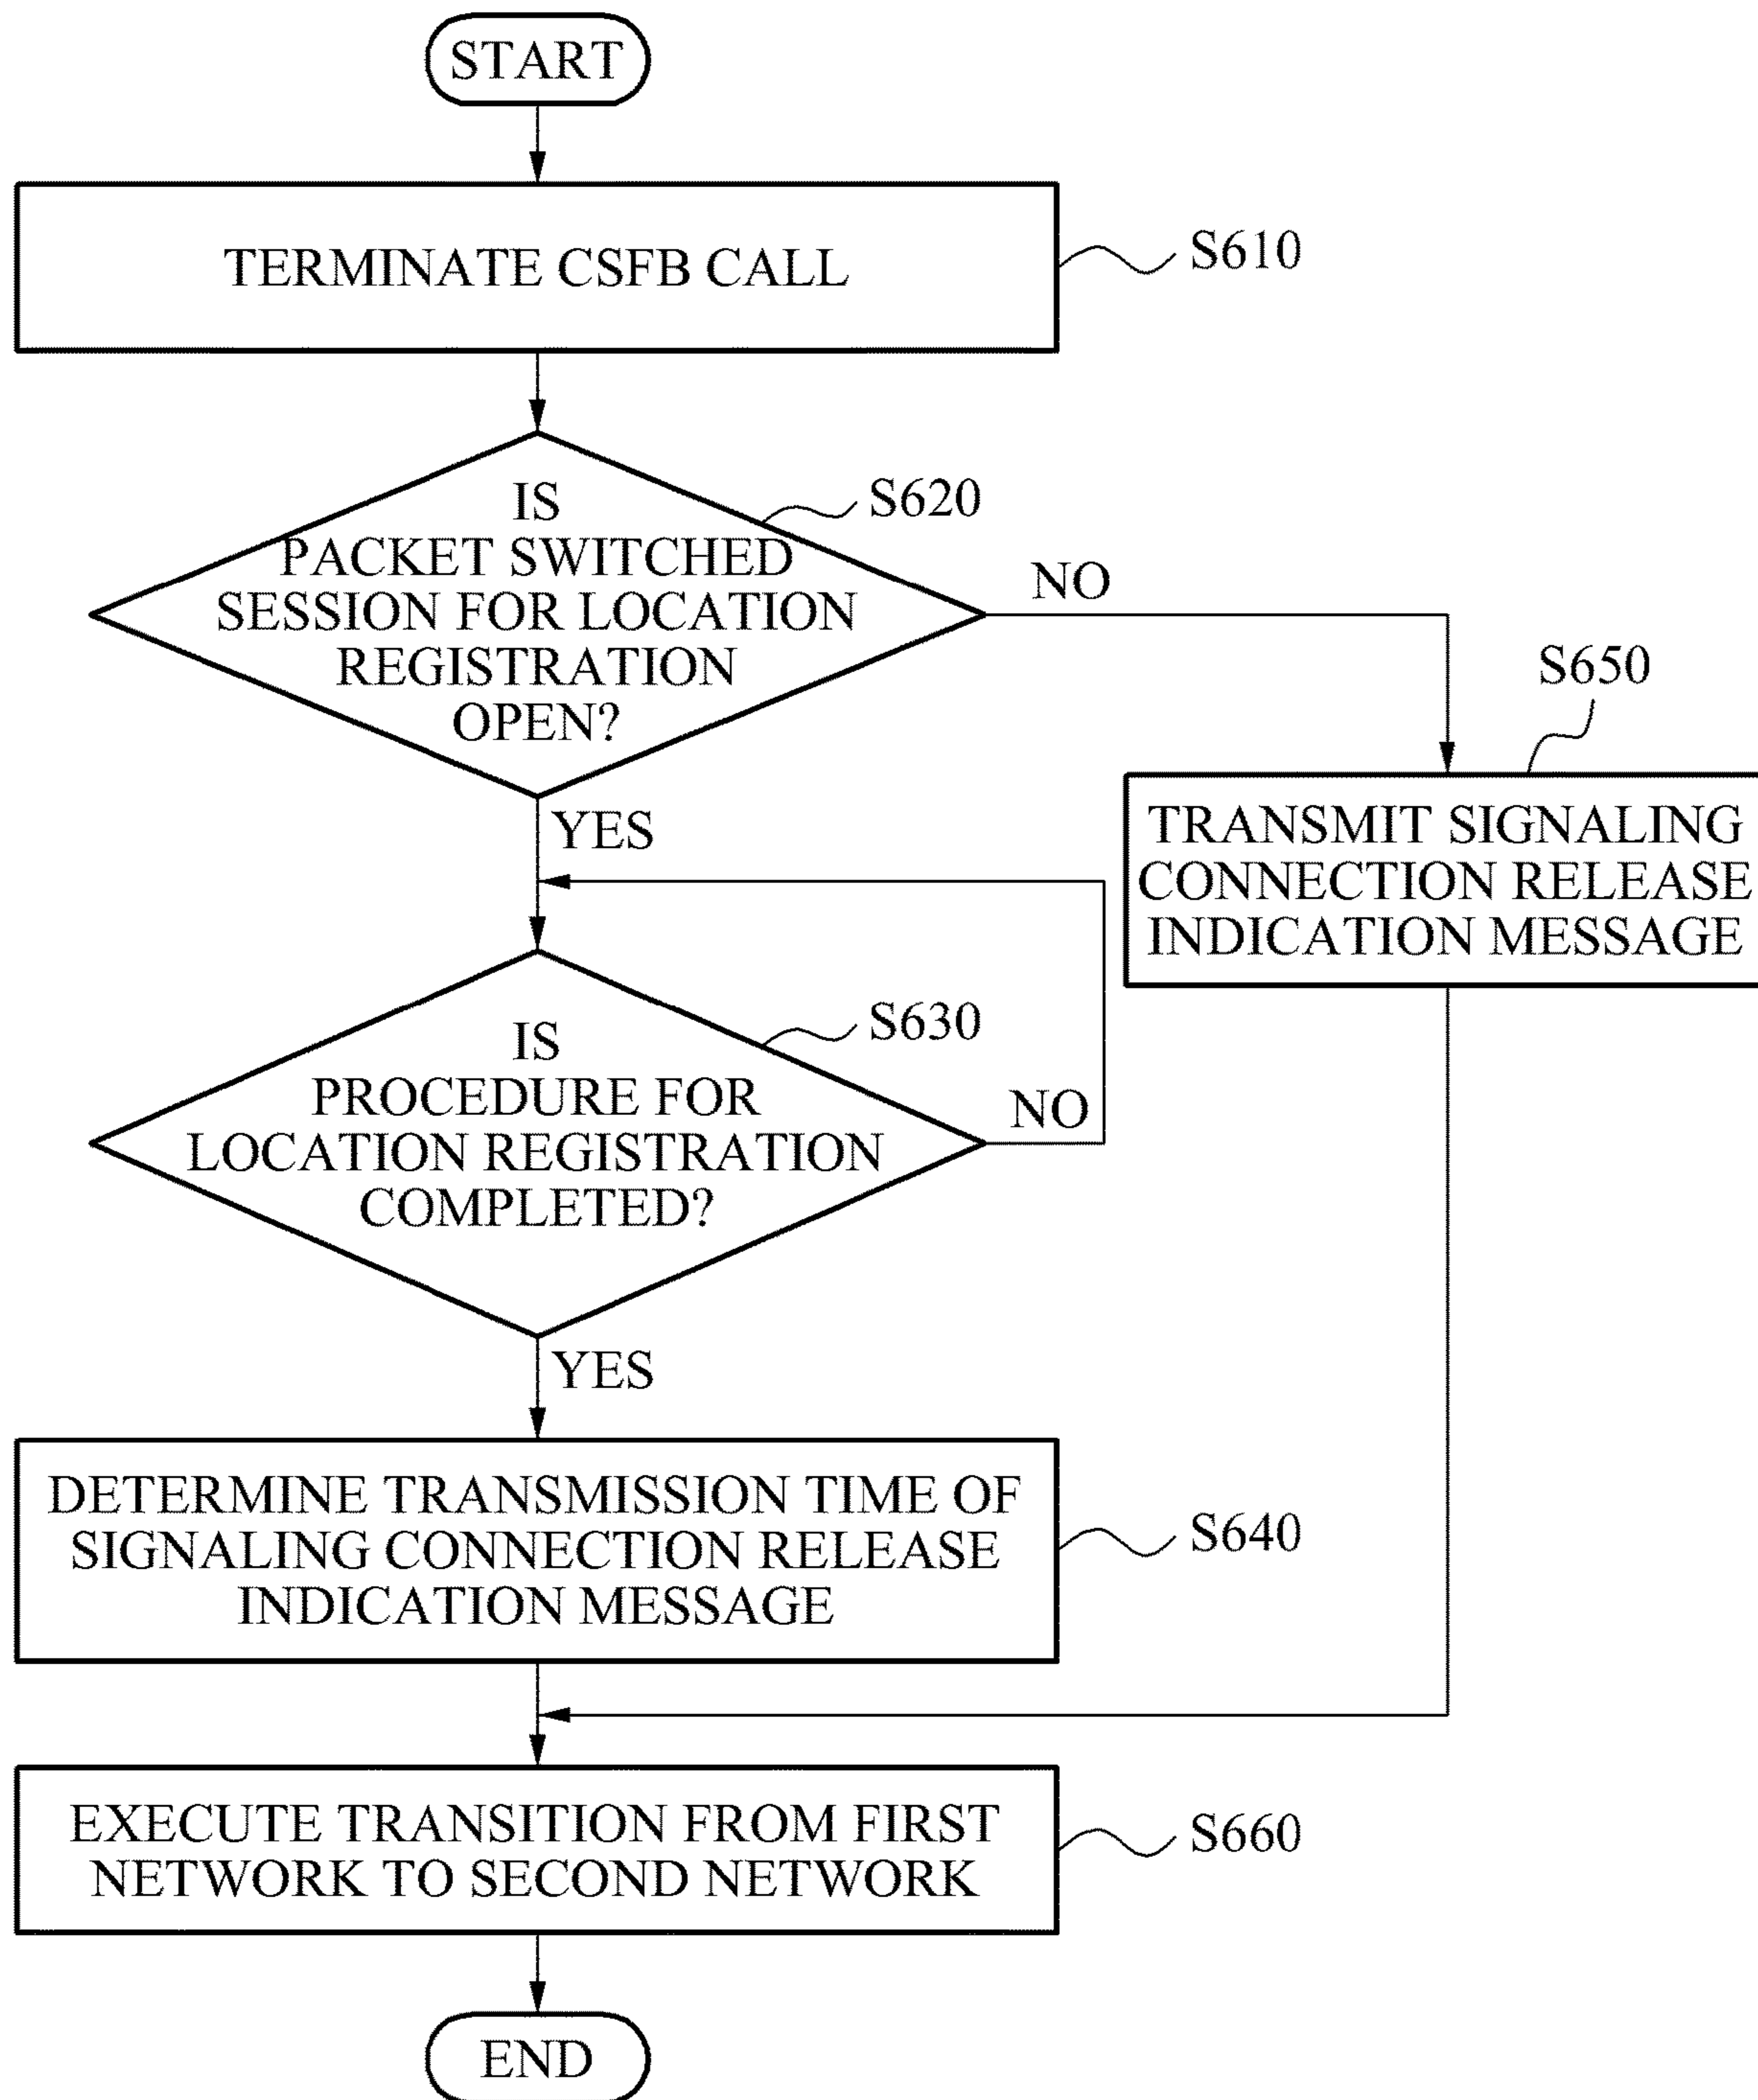 START
TERMINATE CSFB CALL
S610
IS
PACKET SWITCHED
SESSION FOR LOCATION
REGISTRATION
OPEN?
S620
NO
YES
S650
TRANSMIT SIGNALING
CONNECTION RELEASE
INDICATION MESSAGE
IS
PROCEDURE FOR
LOCATION REGISTRATION
COMPLETED?
S630
NO
YES
DETERMINE TRANSMISSION TIME OF
SIGNALING CONNECTION RELEASE
INDICATION MESSAGE
S640
EXECUTE TRANSITION FROM FIRST
NETWORK TO SECOND NETWORK
S660
END